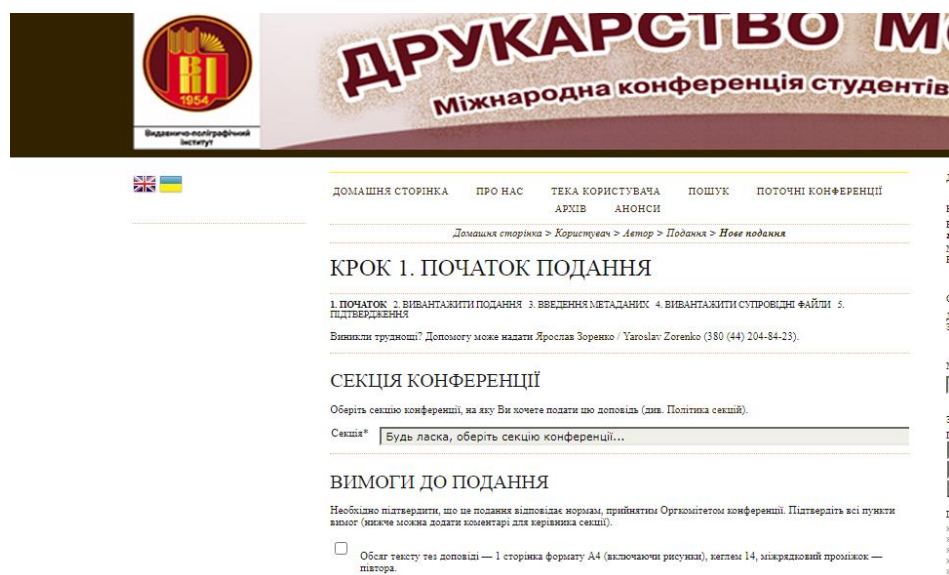 ДРУКАРСТВО М
Міжнародна конференція студентів
1954
Видавничо-поліграфічний
інститут
ДОМАШНЯ СТОРІНКА ПРО НАС ТЕКА КОРИСТУВАЧА ПОШУК ПОТОЧНІ КОНФЕРЕНЦІЇ
АРХІВ АНОНСИ
Домашня сторінка > Користувач > Автор > Подання > Нове подання
КРОК 1. ПОЧАТОК ПОДАННЯ
1. ПОЧАТОК 2. ВИВАНТАЖИТИ ПОДАННЯ 3. ВВЕДЕННЯ МЕТАДАНИХ 4. ВИВАНТАЖИТИ СУПРОВІДНІ ФАЙЛИ 5.
ПІДТВЕРДЖЕННЯ
Виникли труднощі? Допомогу може надати Ярослав Зоренко / Yaroslav Zorenko (380 (44) 204-84-23).
СЕКЦІЯ КОНФЕРЕНЦІЇ
Оберіть секцію конференції, на яку Ви хочете подати цю доповідь (див. Політика секцій).
Секція* Будь ласка, оберіть секцію конференції...
ВИМОГИ ДО ПОДАННЯ
Необхідно підтвердити, що це подання відповідає нормам, прийнятим Оргкомітетом конференції. Підтвердіть всі пункти
вимог (нижче можна додати коментарі для керівника секції).
Обсяг тексту тез доповіді — 1 сторінка формату А4 (включаючи рисунки), кеглем 14, міжрядковий проміжок —
півтора.